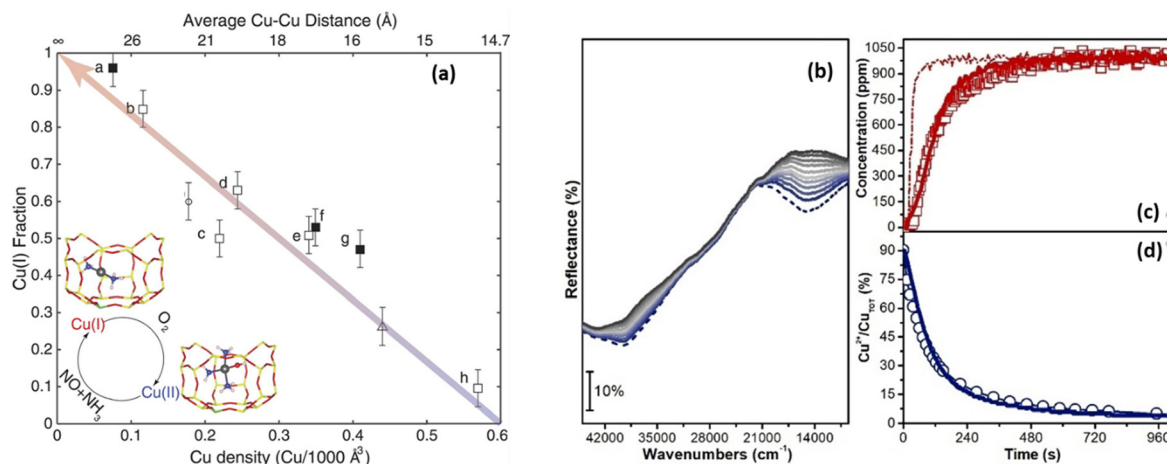 Average Cu-Cu Distance (Å)
∞ 26 21 17 16 15 14.7
(a)
Cu(I) Fraction
1
0.9
0.8
0.7
0.6
0.5
0.4
0.3
0.2
0.1
0
a
b
d
c
e
f
g
h
Cu(I)
O2
NO+NH3
Cu(II)
0 0.1 0.2 0.3 0.4 0.5 0.6
Cu density (Cu/1000 Å3)
(b)
Reflectance (%)
10%
42000 35000 28000 21000 14000
Wavenumbers (cm-1)
Concentration (ppm)
1050
900
750
600
450
300
150
0
(c)
Cu2+/CuTOT (%)
90
75
60
45
30
15
0
(d)
0 240 480 720 960
Time (s)